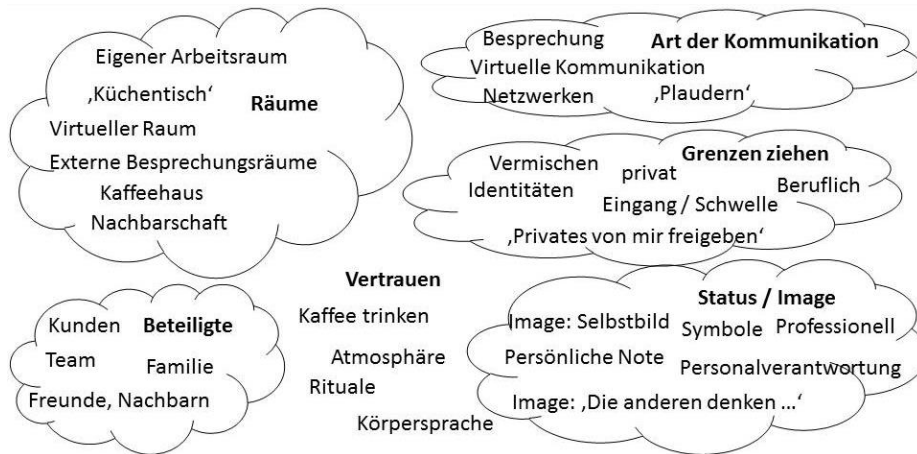 Eigener Arbeitsraum
‚Küchentisch‘
Räume
Virtueller Raum
Externe Besprechungsräume
Kaffeehaus
Nachbarschaft
Besprechung
Art der Kommunikation
Virtuelle Kommunikation
Netzwerken
‚Plaudern‘
Grenzen ziehen
Vermischen
privat
Identitäten
Beruflich
Eingang / Schwelle
‚Privates von mir freigeben‘
Kunden
Beteiligte
Team
Familie
Freunde, Nachbarn
Vertrauen
Kaffee trinken
Atmosphäre
Rituale
Körpersprache
Status / Image
Image: Selbstbild
Symbole
Professionell
Persönliche Note
Personalverantwortung
Image: ‚Die anderen denken ...‘